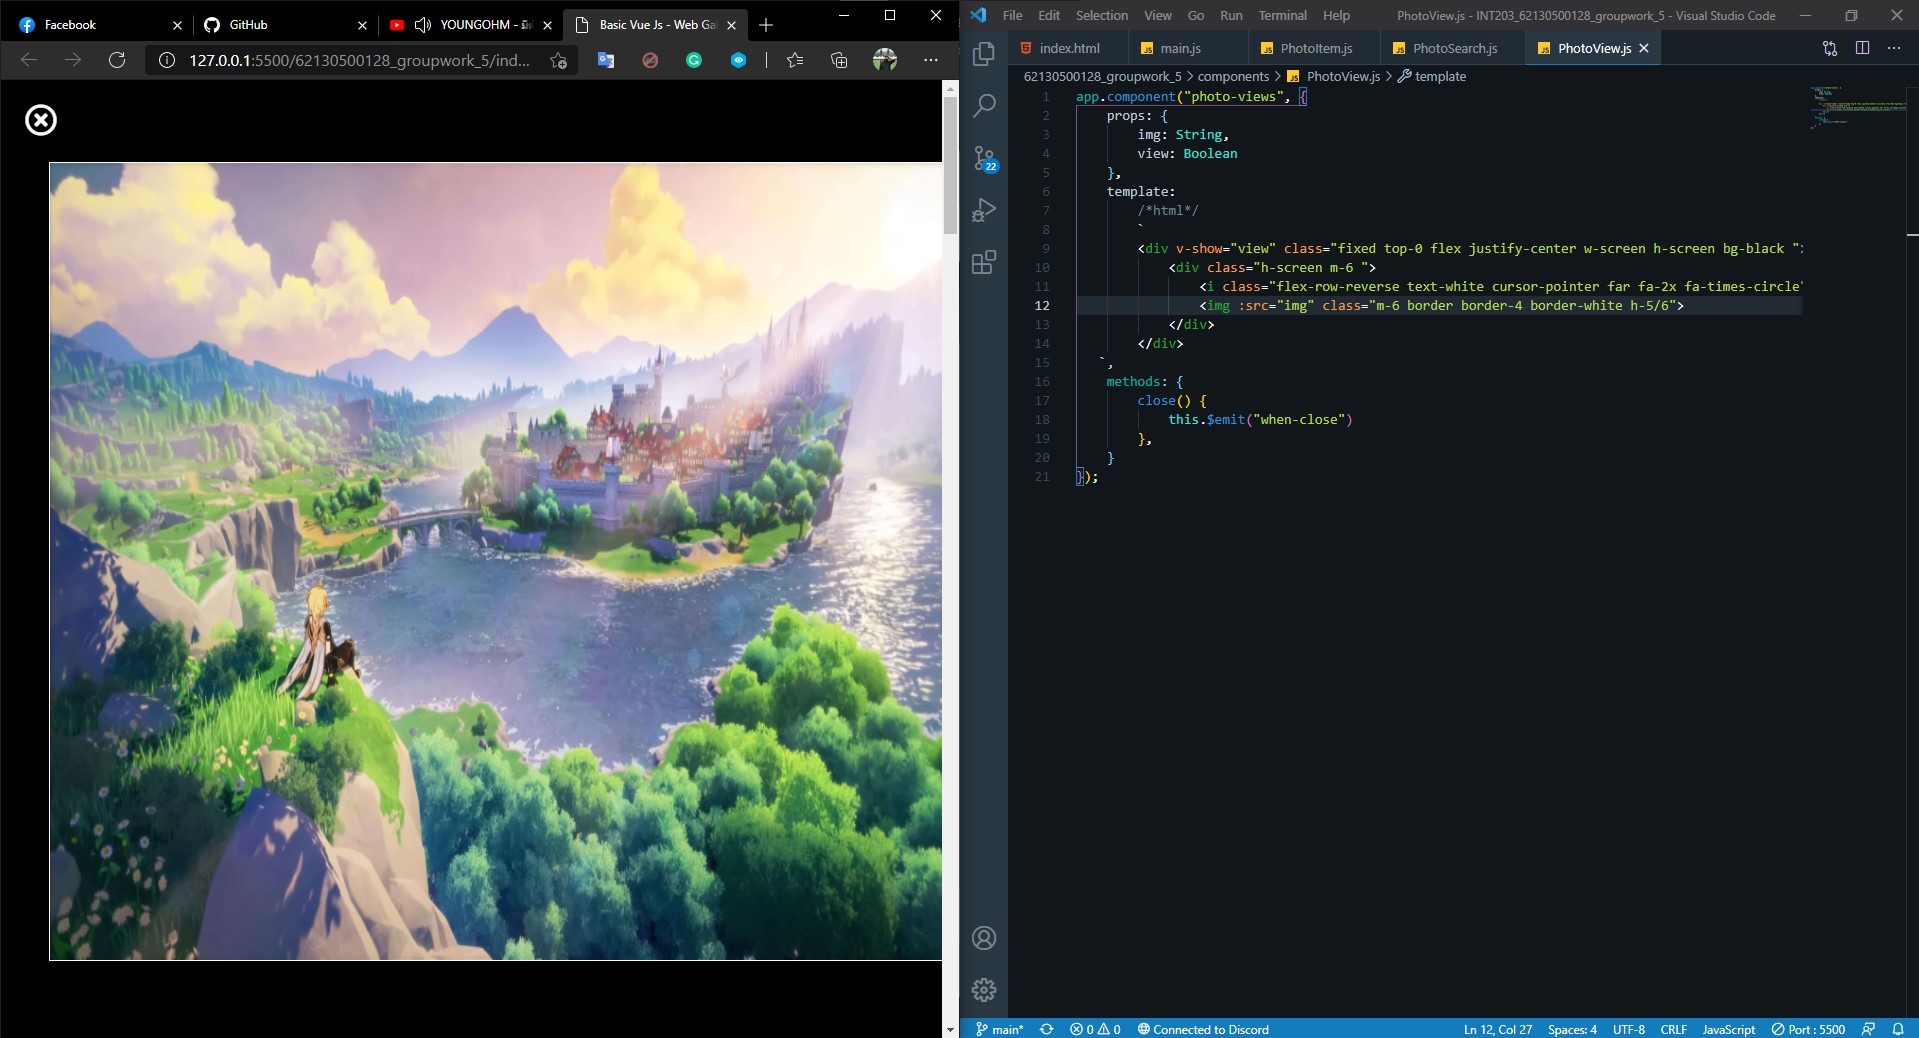 Facebook
GitHub
YOUNGOHM -
Basic Vue Js - Web Ga
127.0.0.1:5500/62130500128_groupwork_5/ind...
File Edit Selection View Go Run Terminal Help
PhotoView.js - INT203_62130500128_groupwork_5 - Visual Studio Code
index.html
JS main.js
JS PhotoItem.js
JS PhotoSearch.js
JS PhotoView.js
62130500128_groupwork_5 > components > JS PhotoView.js > template
22
1 app.component("photo-views", {
2 props: {
3 img: String,
4 view: Boolean
5 },
6 template:
7 /*html*/
8 `
9 <div v-show="view" class="fixed top-0 flex justify-center w-screen h-screen bg-black ">
10 <div class="h-screen m-6 ">
11 <i class="flex-row-reverse text-white cursor-pointer far fa-2x fa-times-circle"
12 <img :src="img" class="m-6 border border-4 border-white h-5/6">
13 </div>
14 </div>
15 `,
16 methods: {
17 close() {
18 this.$emit("when-close")
19 },
20 }
21 });
main*
0 0
Connected to Discord
Ln 12, Col 27
Spaces: 4
UTF-8
CRLF
JavaScript
Port : 5500